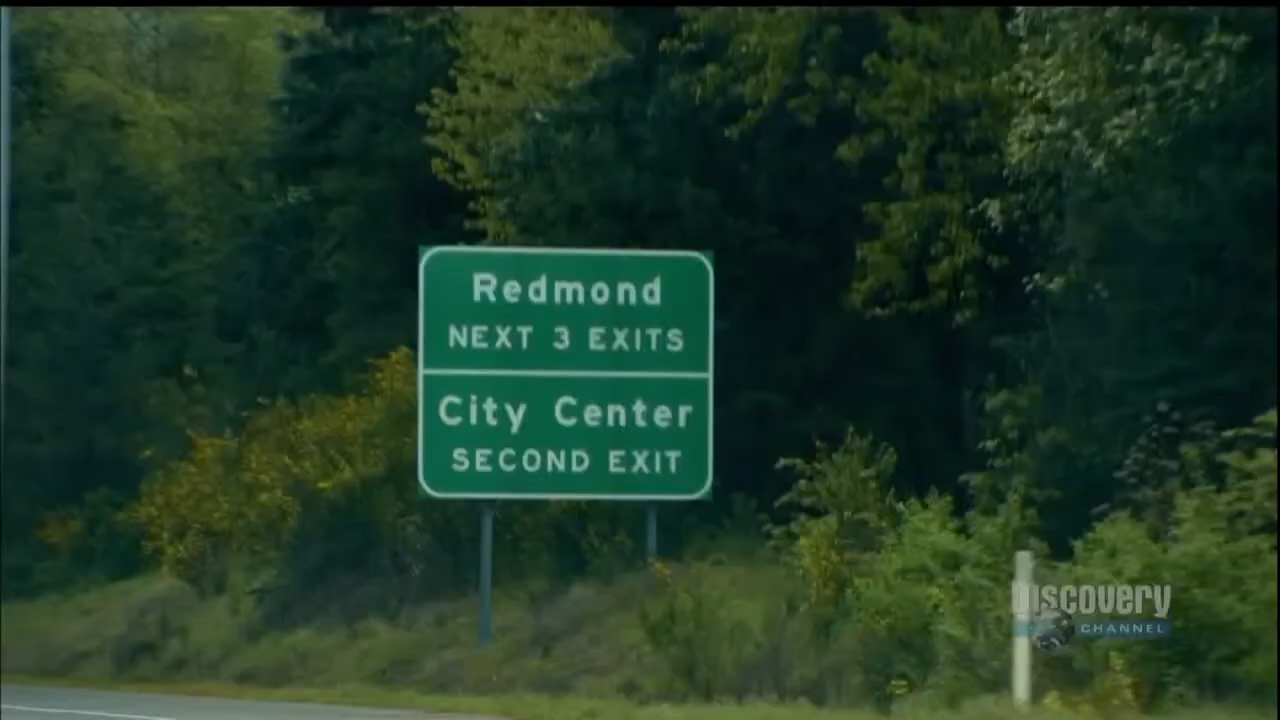 Redmond
NEXT 3 EXITS
City Center
SECOND EXIT
Discovery
CHANNEL